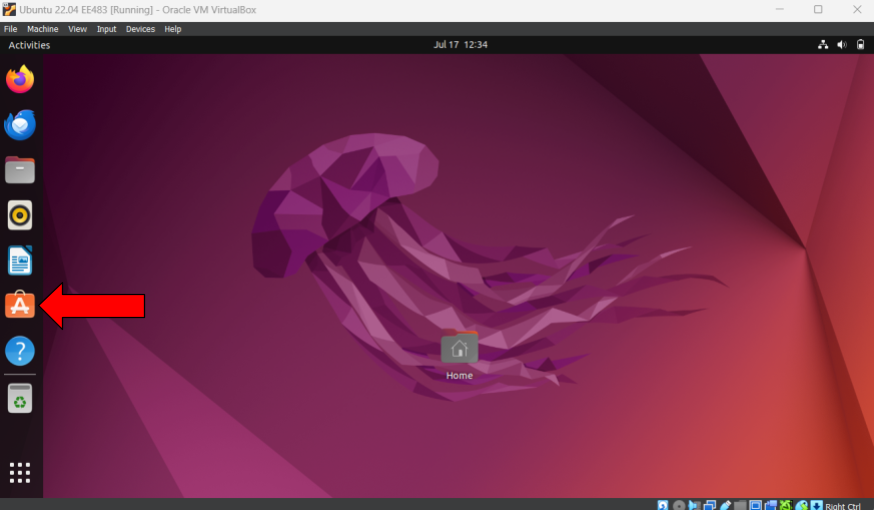 Ubuntu 22.04 EE483 [Running] - Oracle VM VirtualBox
File Machine View Input Devices Help
Activities
Jul 17 12:34
Home
Right Ctrl